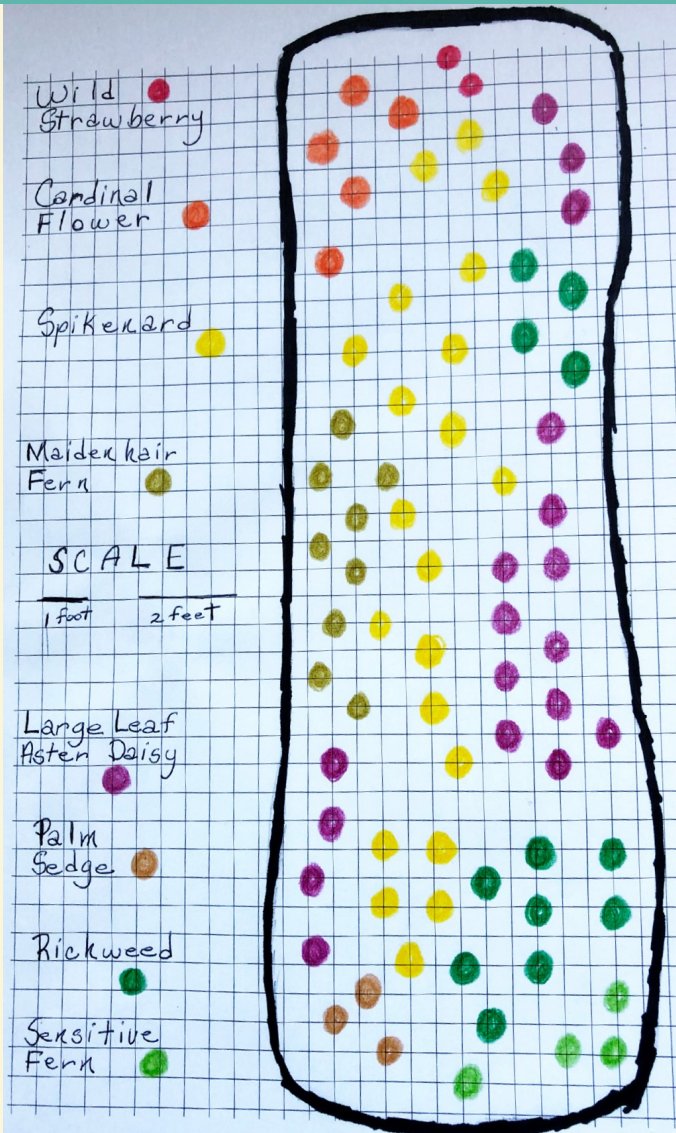 Wild
Strawberry
Cardinal
Flower
Spikenard
Maidenhair
Fern
SCALE
1 foot 2 feet
Large Leaf
Aster Daisy
Palm
Sedge
Rickweed
Sensitive
Fern